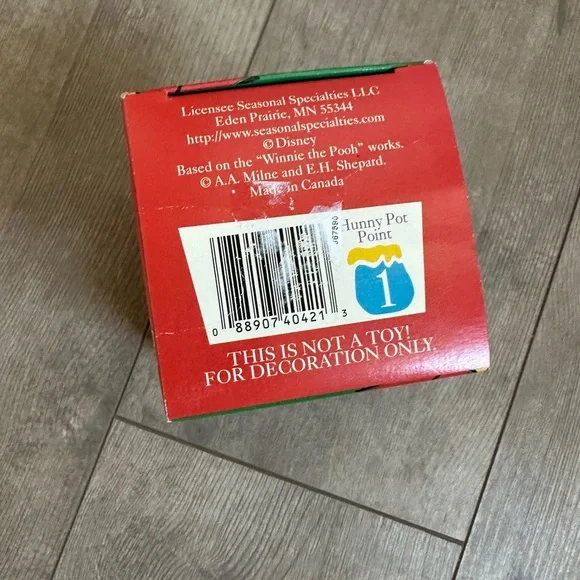 Licensee Seasonal Specialties LLC
Eden Prairie, MN 55344
http://www.seasonalspecialties.com
© Disney
Based on the "Winnie the Pooh" works.
© A.A. Milne and E.H. Shepard.
Made in Canada
Hunny Pot
Point
1
087590
0 88907 40421 3
THIS IS NOT A TOY!
FOR DECORATION ONLY.